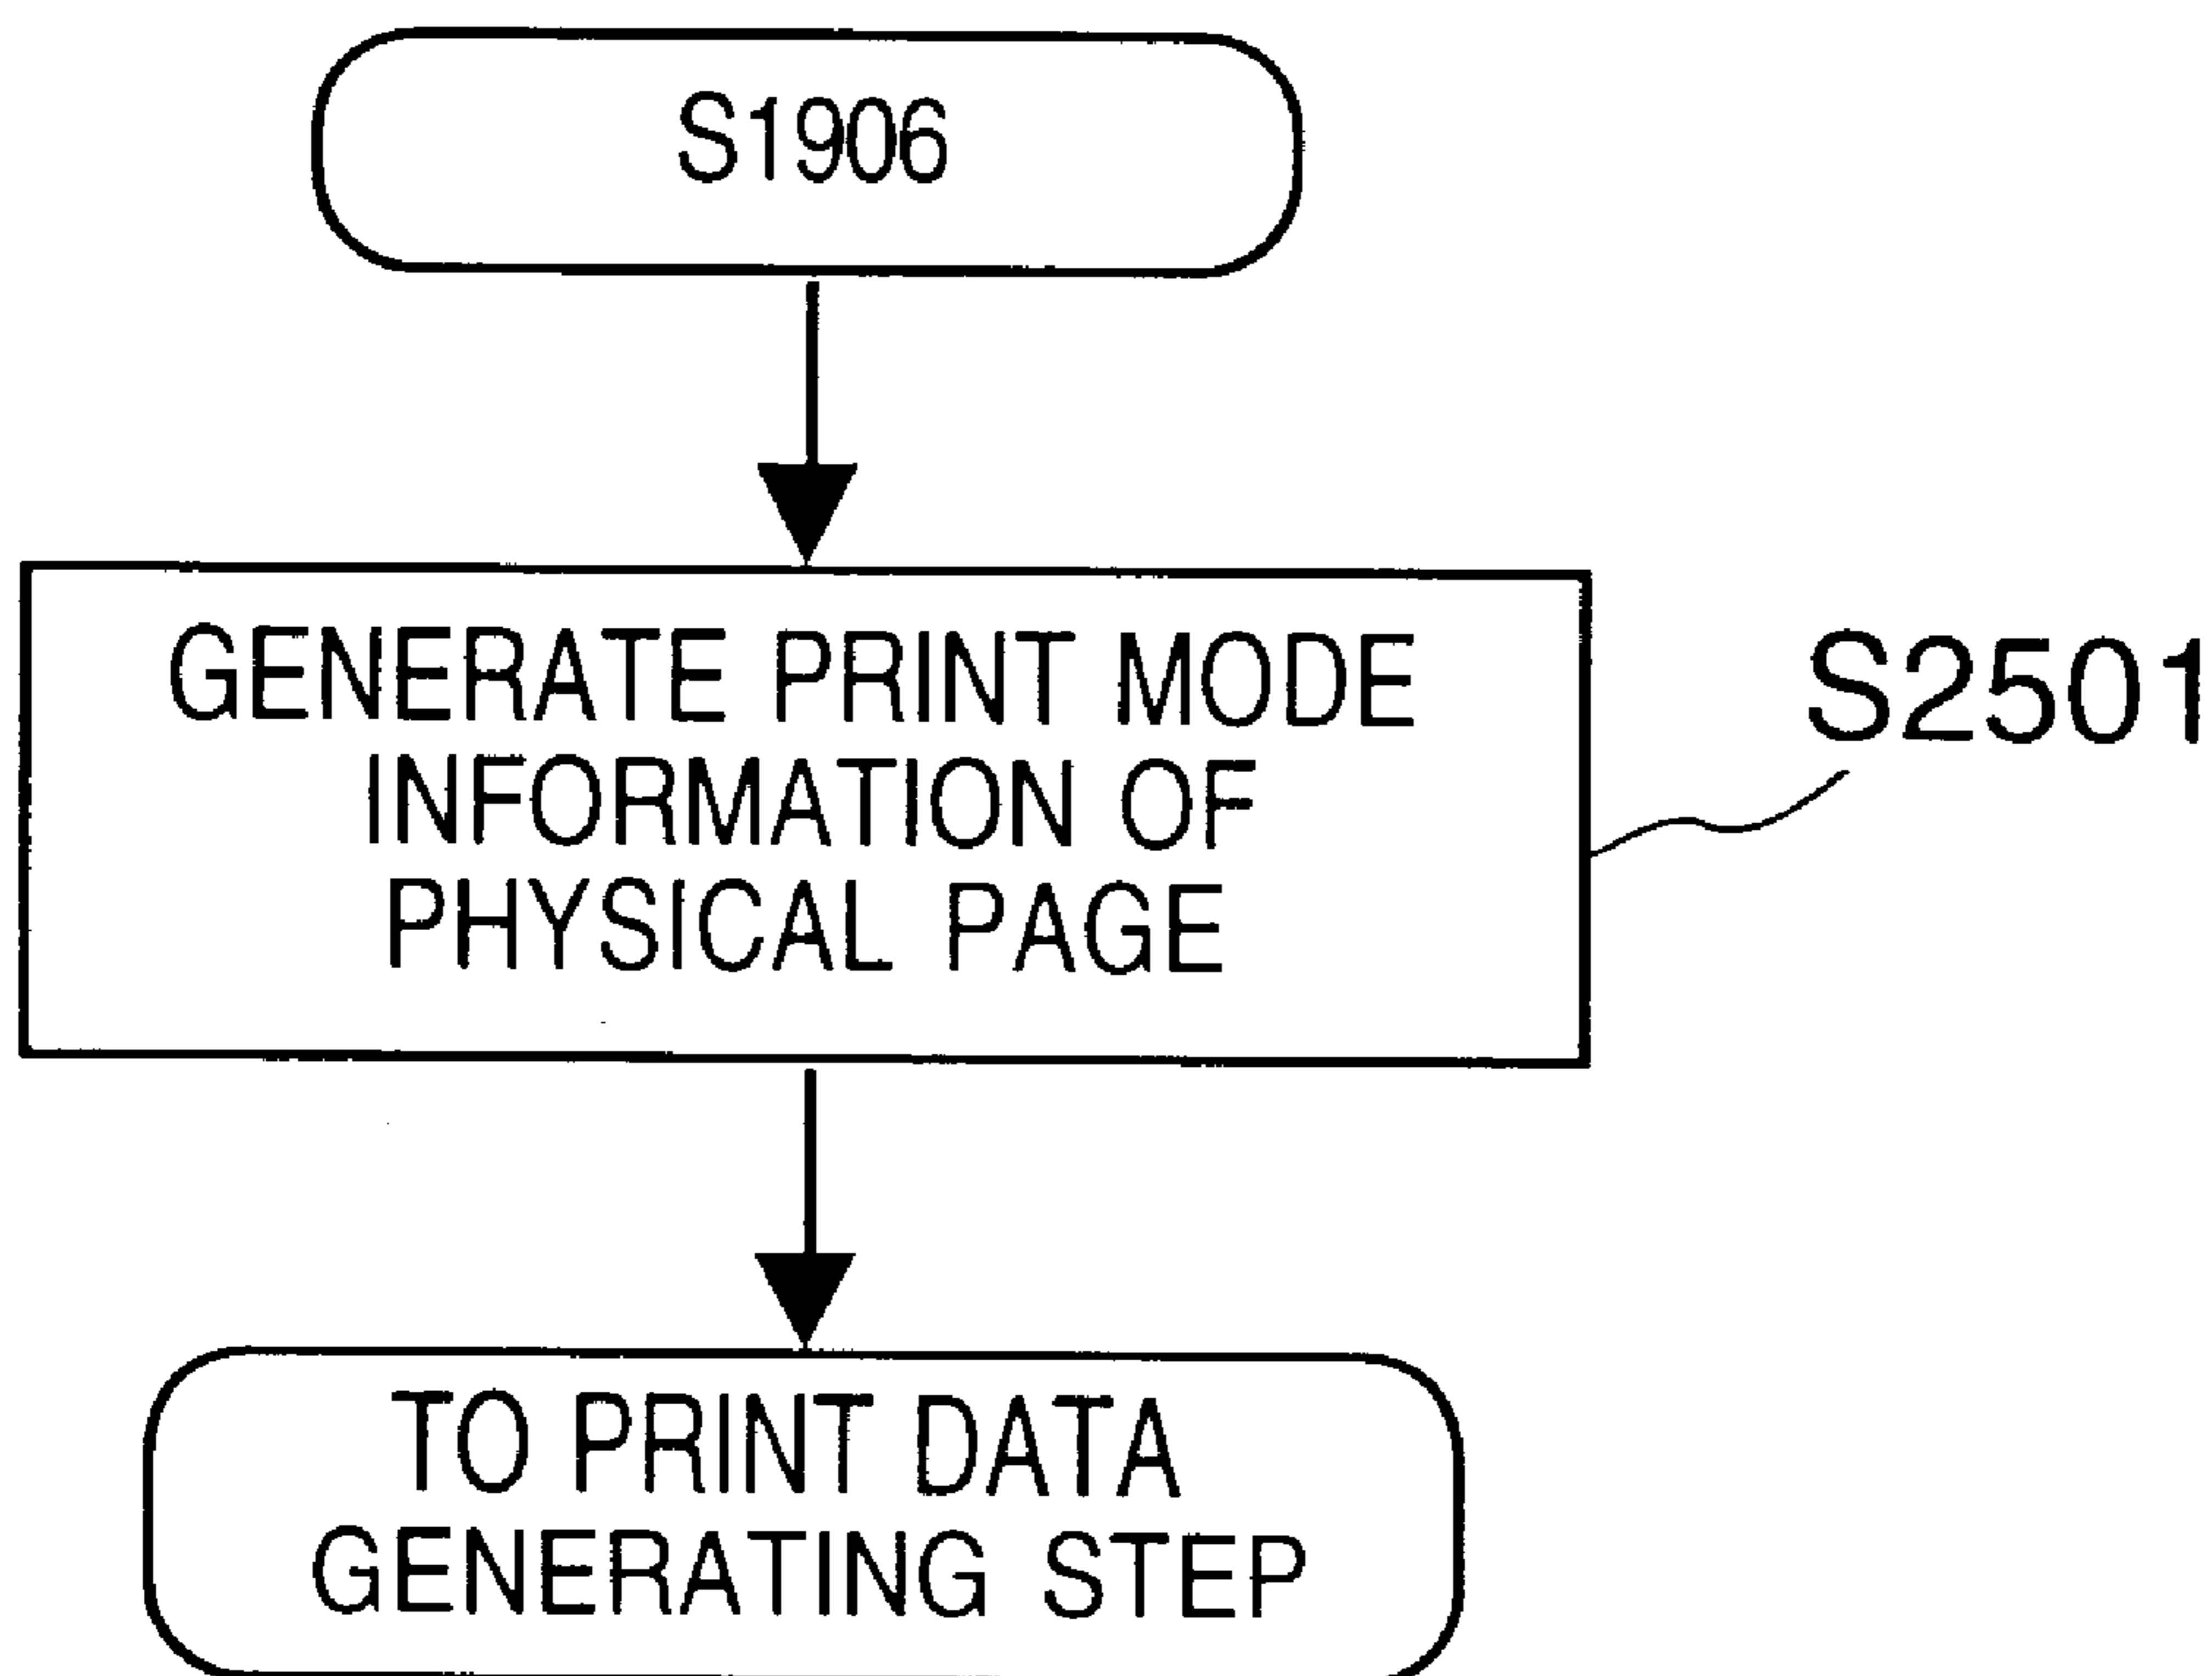 S1906
GENERATE PRINT MODE
INFORMATION OF
PHYSICAL PAGE
S2501
TO PRINT DATA
GENERATING STEP